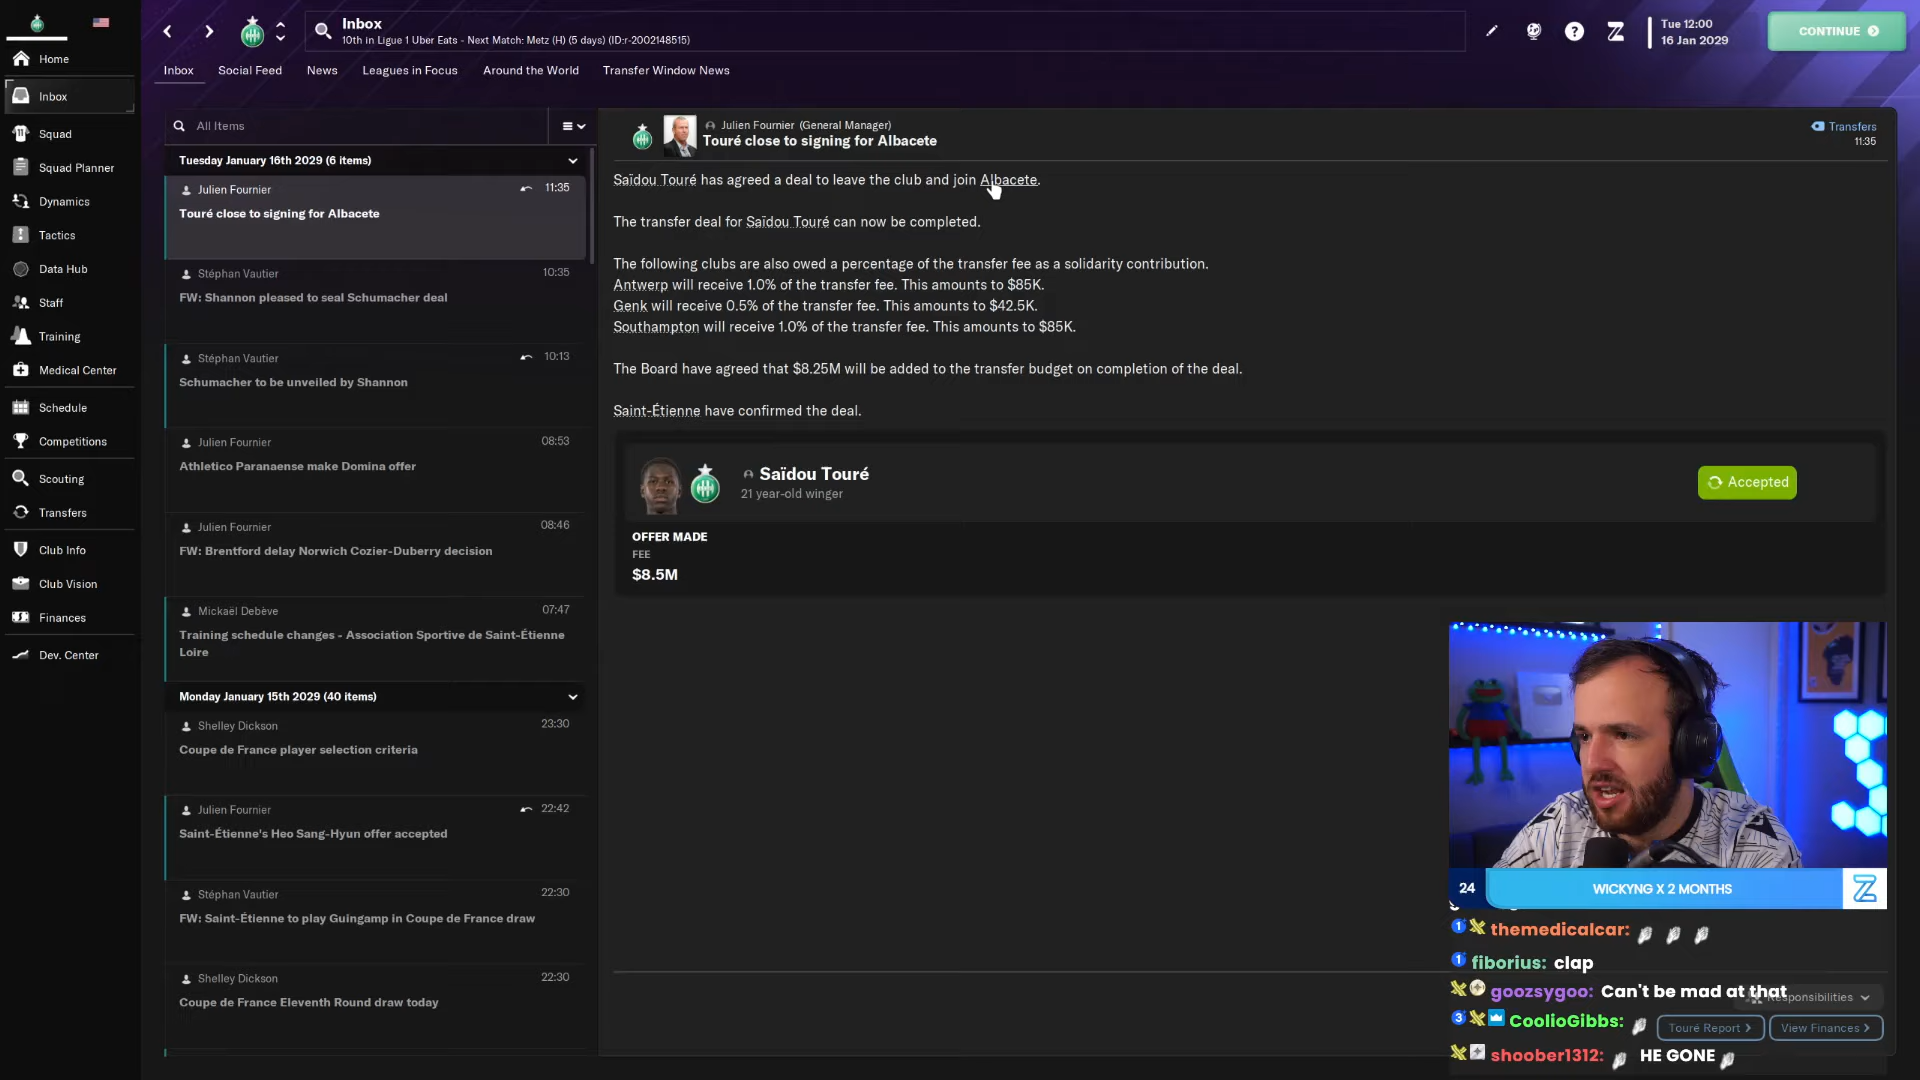 Inbox
10th in Ligue 1 Uber Eats - Next Match: Metz (H) (5 days) (ID:r-2002148515)
Tue 12:00
16 Jan 2029
CONTINUE
Home
Inbox
Squad
Squad Planner
Dynamics
Tactics
Data Hub
Staff
Training
Medical Center
Schedule
Competitions
Scouting
Transfers
Club Info
Club Vision
Finances
Dev. Center
Inbox
Social Feed
News
Leagues in Focus
Around the World
Transfer Window News
All Items
Tuesday January 16th 2029 (6 items)
Julien Fournier 11:35
Touré close to signing for Albacete
Stéphan Vautier 10:35
FW: Shannon pleased to seal Schumacher deal
Stéphan Vautier 10:13
Schumacher to be unveiled by Shannon
Julien Fournier 08:53
Athletico Paranaense make Domina offer
Julien Fournier 08:46
FW: Brentford delay Norwich Cozier-Duberry decision
Mickaël Debève 07:47
Training schedule changes - Association Sportive de Saint-Étienne
Loire
Monday January 15th 2029 (40 items)
Shelley Dickson 23:30
Coupe de France player selection criteria
Julien Fournier 22:42
Saint-Étienne's Heo Sang-Hyun offer accepted
Stéphan Vautier 22:30
FW: Saint-Étienne to play Guingamp in Coupe de France draw
Shelley Dickson 22:30
Coupe de France Eleventh Round draw today
Julien Fournier (General Manager)
Touré close to signing for Albacete
Transfers
11:35
Saïdou Touré has agreed a deal to leave the club and join Albacete.
The transfer deal for Saïdou Touré can now be completed.
The following clubs are also owed a percentage of the transfer fee as a solidarity contribution.
Antwerp will receive 1.0% of the transfer fee. This amounts to $85K.
Genk will receive 0.5% of the transfer fee. This amounts to $42.5K.
Southampton will receive 1.0% of the transfer fee. This amounts to $85K.
The Board have agreed that $8.25M will be added to the transfer budget on completion of the deal.
Saint-Étienne have confirmed the deal.
Saïdou Touré
21 year-old winger
Accepted
OFFER MADE
FEE
$8.5M
24 WICKYNG X 2 MONTHS
themedicalcar:
fiborius: clap
goozsygoo: Can't be mad at that
Responsibilities
CoolioGibbs:
Touré Report
View Finances
shoober1312: HE GONE